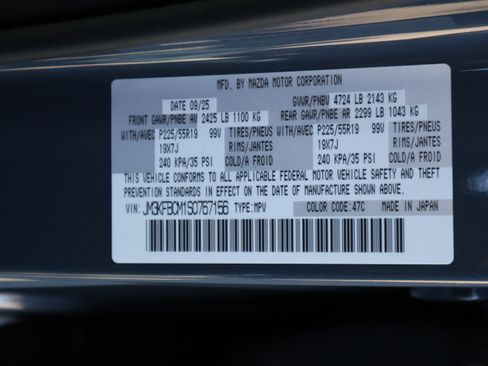 MFD. BY MAZDA MOTOR CORPORATION
DATE 09/25 GVWR/PNBV 4724 LB 2143 KG
FRONT GAWR/PNBE AV 2425 LB 1100 KG REAR GAWR/PNBE AR 2299 LB 1043 KG
WITH/AVEC P225/55R19 99V TIRES/PNEUS WITH/AVEC P225/55R19 99V TIRES/PNEUS
19X7J RIMS/JANTES 19X7J RIMS/JANTES
240 KPA/35 PSI COLD/A FROID 240 KPA/35 PSI COLD/A FROID
THIS VEHICLE CONFORMS TO ALL APPLICABLE FEDERAL MOTOR VEHICLE SAFETY AND THEFT
PREVENTION STANDARDS IN EFFECT ON THE DATE OF MANUFACTURE SHOWN ABOVE.
VIN: JM3KFBCM1S0767156 TYPE:MPV COLOR CODE:47C MADE IN JAPAN